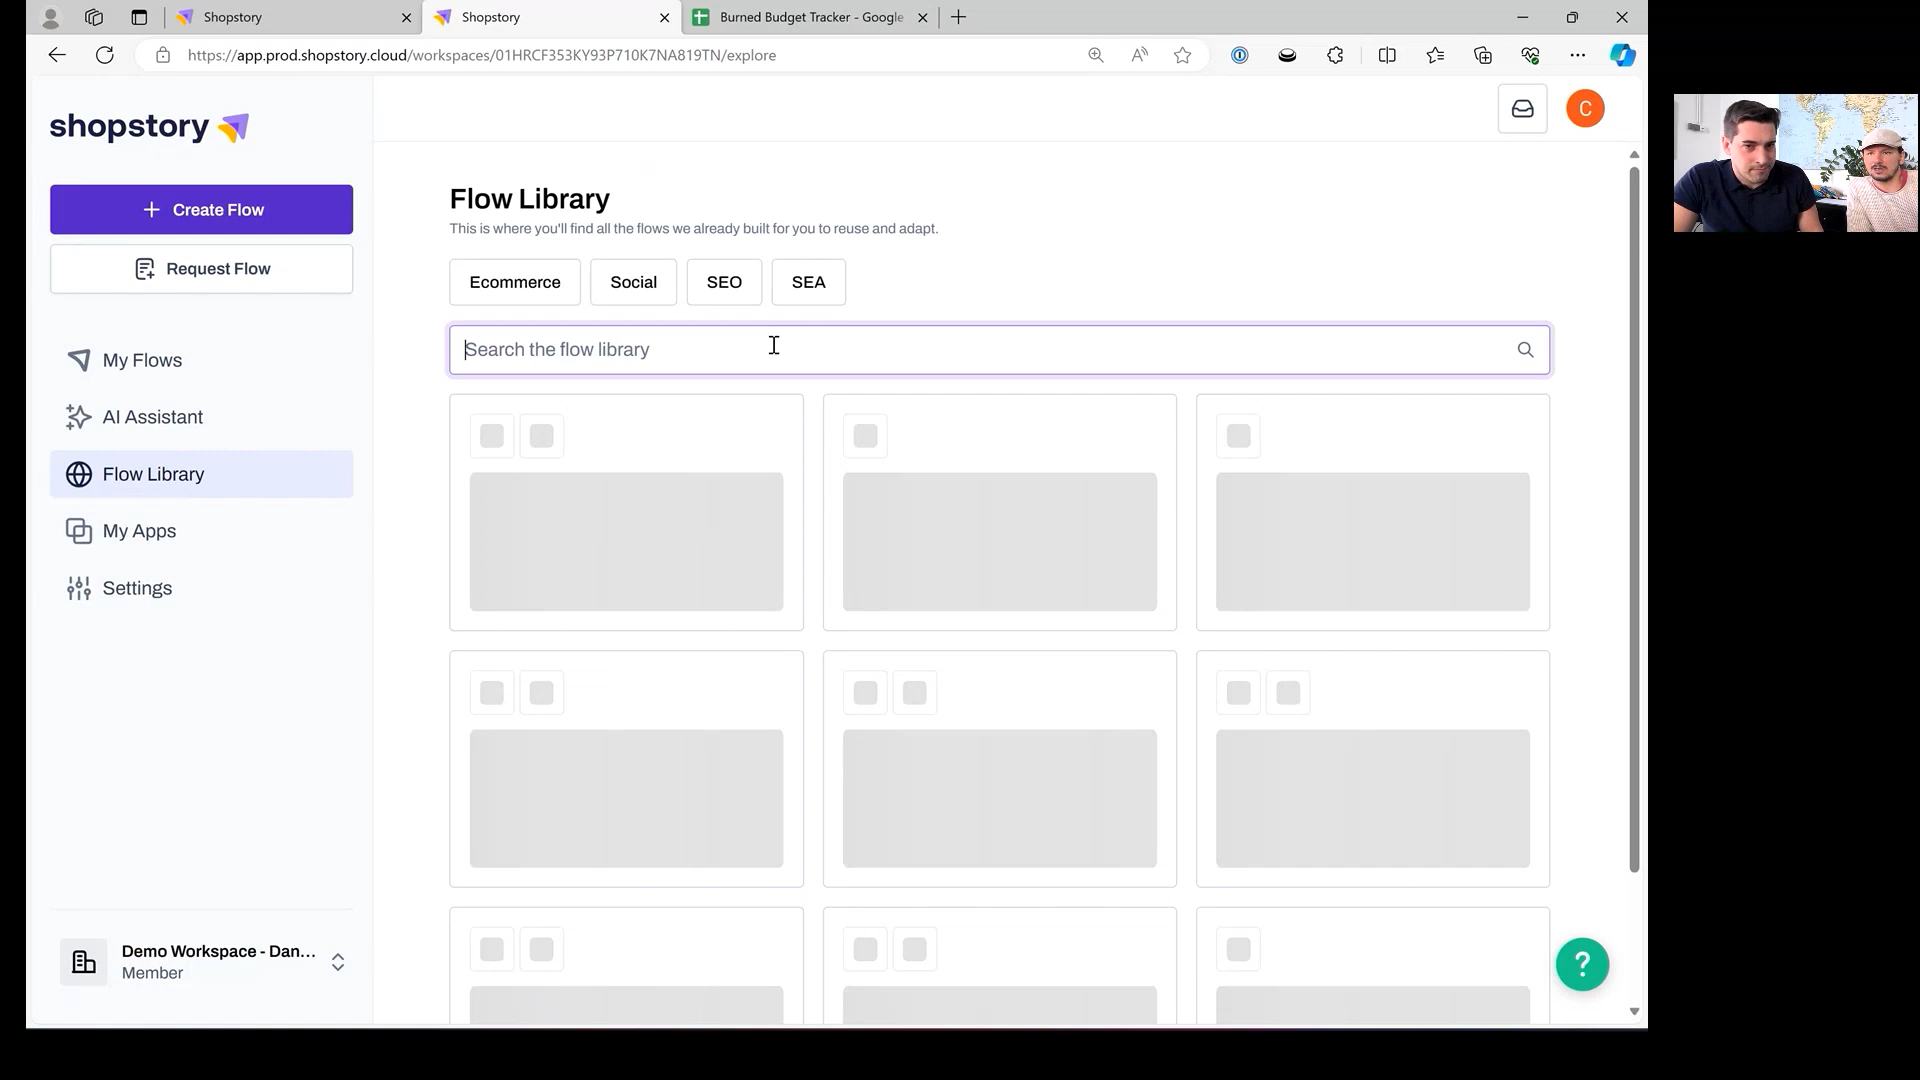 Shopstory
Shopstory
Burned Budget Tracker - Google
https://app.prod.shopstory.cloud/workspaces/01HRCF353KY93P710K7NA819TN/explore
shopstory
C
Create Flow
Request Flow
My Flows
AI Assistant
Flow Library
My Apps
Settings
Demo Workspace - Dan...
Member
Flow Library
This is where you'll find all the flows we already built for you to reuse and adapt.
Ecommerce
Social
SEO
SEA
Search the flow library
?